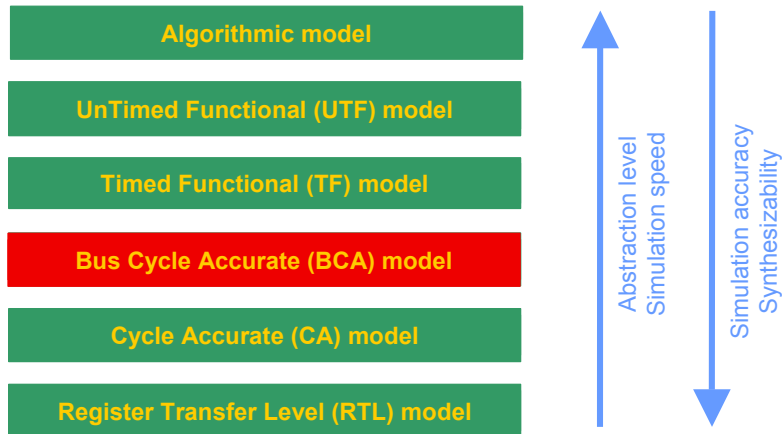 Algorithmic model
UnTimed Functional (UTF) model
Timed Functional (TF) model
Bus Cycle Accurate (BCA) model
Cycle Accurate (CA) model
Register Transfer Level (RTL) model
Abstraction level
Simulation speed
Simulation accuracy
Synthesizability